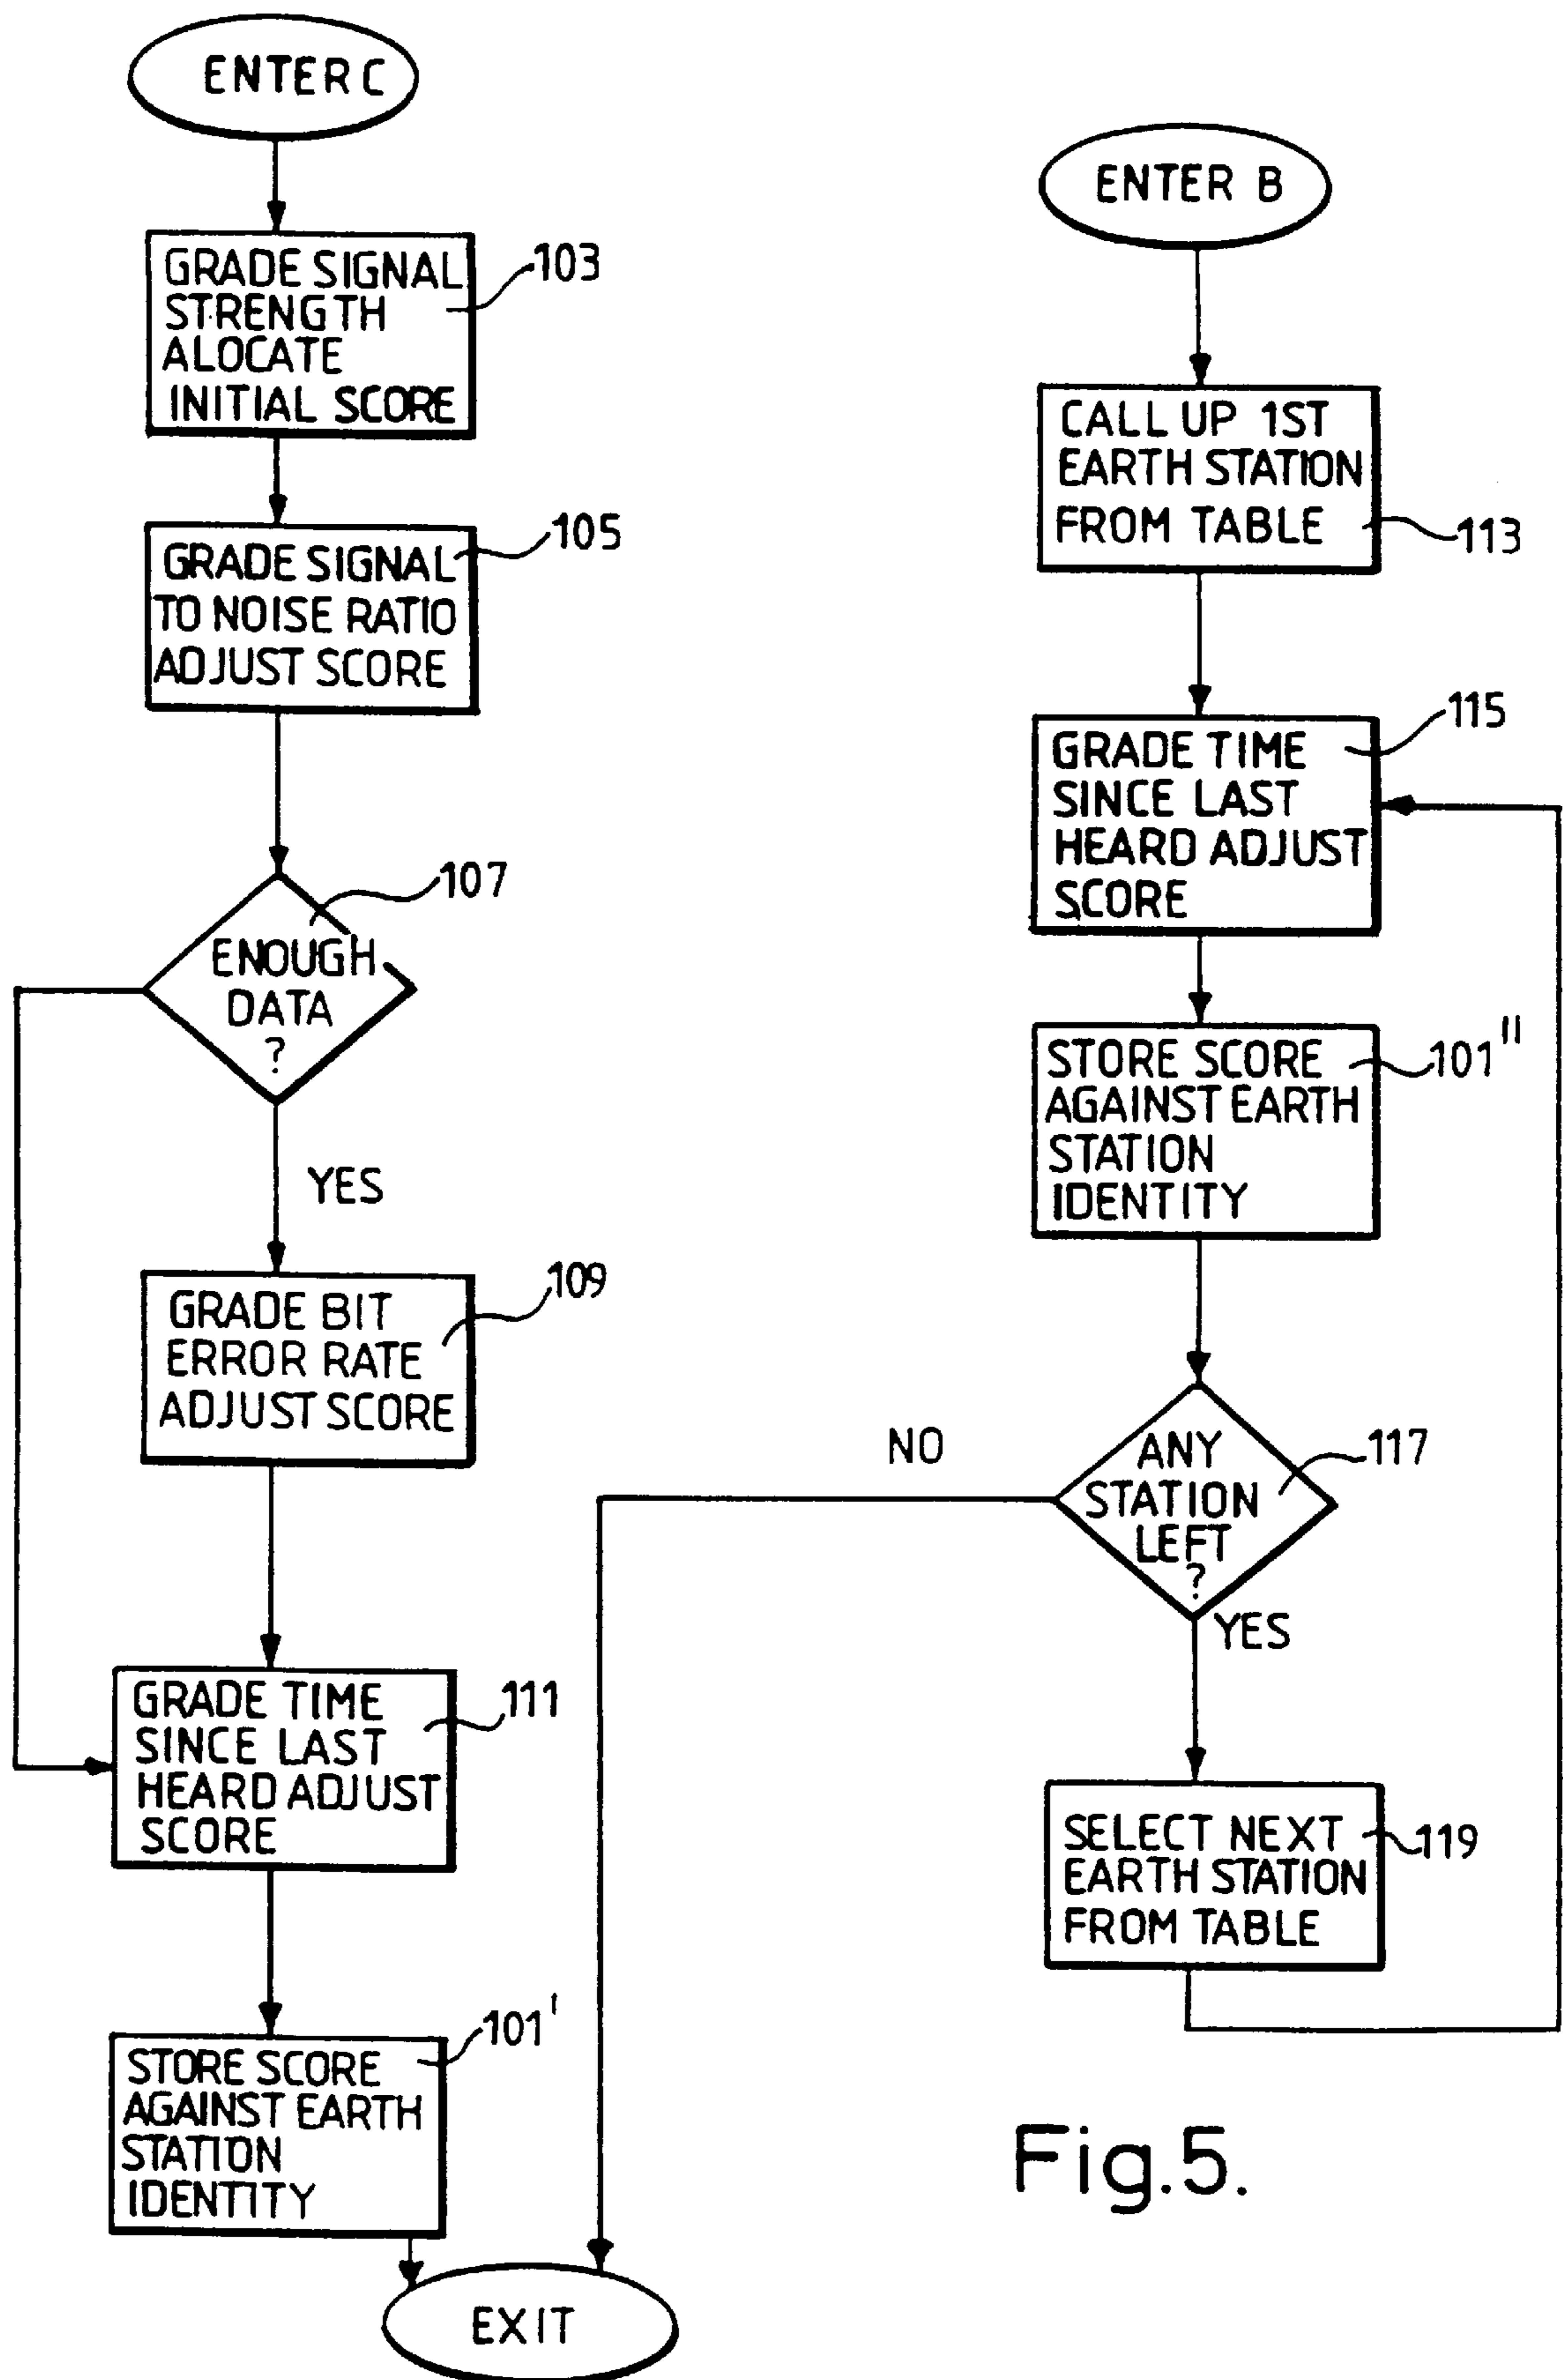 ENTER C
GRADE SIGNAL
STRENGTH
ALOCATE
INITIAL SCORE
103
GRADE SIGNAL
TO NOISE RATIO
ADJUST SCORE
105
ENOUGH
DATA
?
107
YES
GRADE BIT
ERROR RATE
ADJUST SCORE
109
GRADE TIME
SINCE LAST
HEARD ADJUST
SCORE
111
STORE SCORE
AGAINST EARTH
STATION
IDENTITY
101'
EXIT
ENTER B
CALL UP 1ST
EARTH STATION
FROM TABLE
113
GRADE TIME
SINCE LAST
HEARD ADJUST
SCORE
115
STORE SCORE
AGAINST EARTH
STATION
IDENTITY
101''
ANY
STATION
LEFT
?
117
NO
YES
SELECT NEXT
EARTH STATION
FROM TABLE
119
Fig.5.